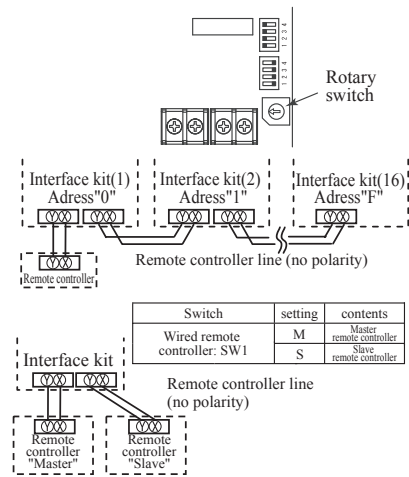 1 2 3 4
1 2 3 4
Rotary
switch
Interface kit(1)
Adress"0"
Interface kit(2)
Adress"1"
Interface kit(16)
Adress"F"
Y X Y X
Y X Y X
Y X
Y X
Remote controller
Remote controller line (no polarity)
Switch setting contents
Wired remote
controller: SW1
M Master
remote controller
S Slave
remote controller
Interface kit
Y X Y X
Remote controller line
(no polarity)
Y X Y X
Remote
controller
"Master"
Remote
controller
"Slave"